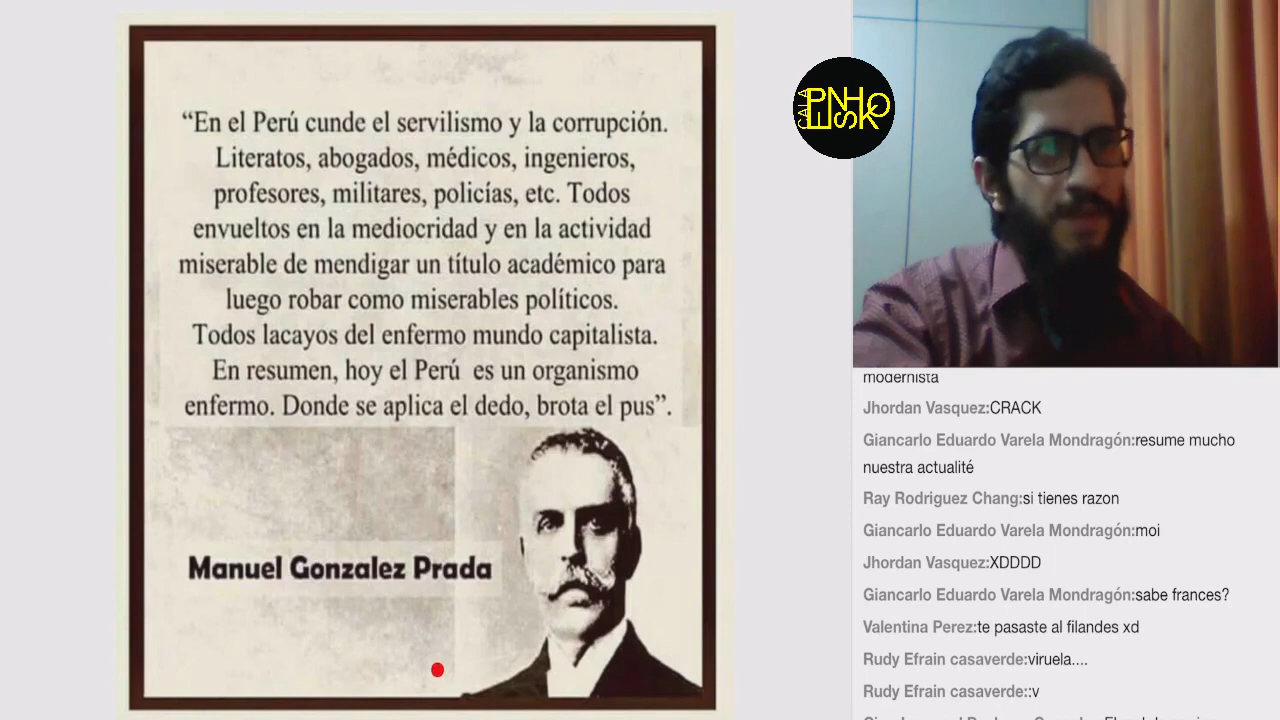 “En el Perú cunde el servilismo y la corrupción.
Literatos, abogados, médicos, ingenieros,
profesores, militares, policías, etc. Todos
envueltos en la mediocridad y en la actividad
miserable de mendigar un título académico para
luego robar como miserables políticos.
Todos lacayos del enfermo mundo capitalista.
En resumen, hoy el Perú es un organismo
enfermo. Donde se aplica el dedo, brota el pus”.
Manuel Gonzalez Prada
modernista
Jhordan Vasquez:CRACK
Giancarlo Eduardo Varela Mondragón:resume mucho
nuestra actualité
Ray Rodriguez Chang:si tienes razon
Giancarlo Eduardo Varela Mondragón:moi
Jhordan Vasquez:XDDDD
Giancarlo Eduardo Varela Mondragón:sabe frances?
Valentina Perez:te pasaste al filandes xd
Rudy Efrain casaverde:viruela....
Rudy Efrain casaverde::v